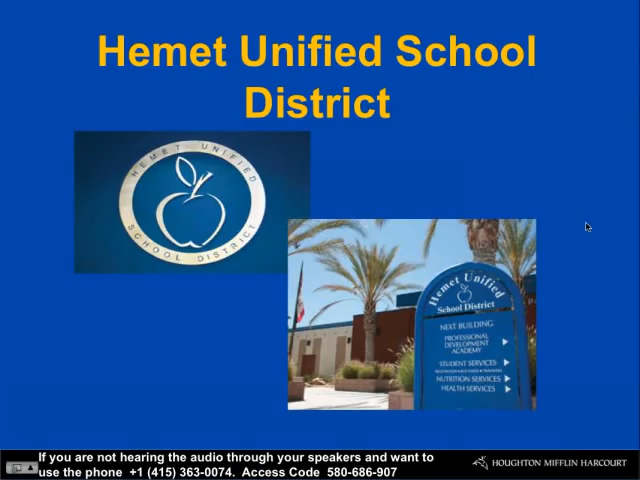 Hemet Unified School
District
HEMET UNIFIED
SCHOOL DISTRICT
Hemet Unified
School District
NEXT BUILDING
PROFESSIONAL
DEVELOPMENT
ACADEMY
STUDENT SERVICES
NUTRITION SERVICES
HEALTH SERVICES
If you are not hearing the audio through your speakers and want to
use the phone +1 (415) 363-0074. Access Code 580-686-907
HOUGHTON MIFFLIN HARCOURT